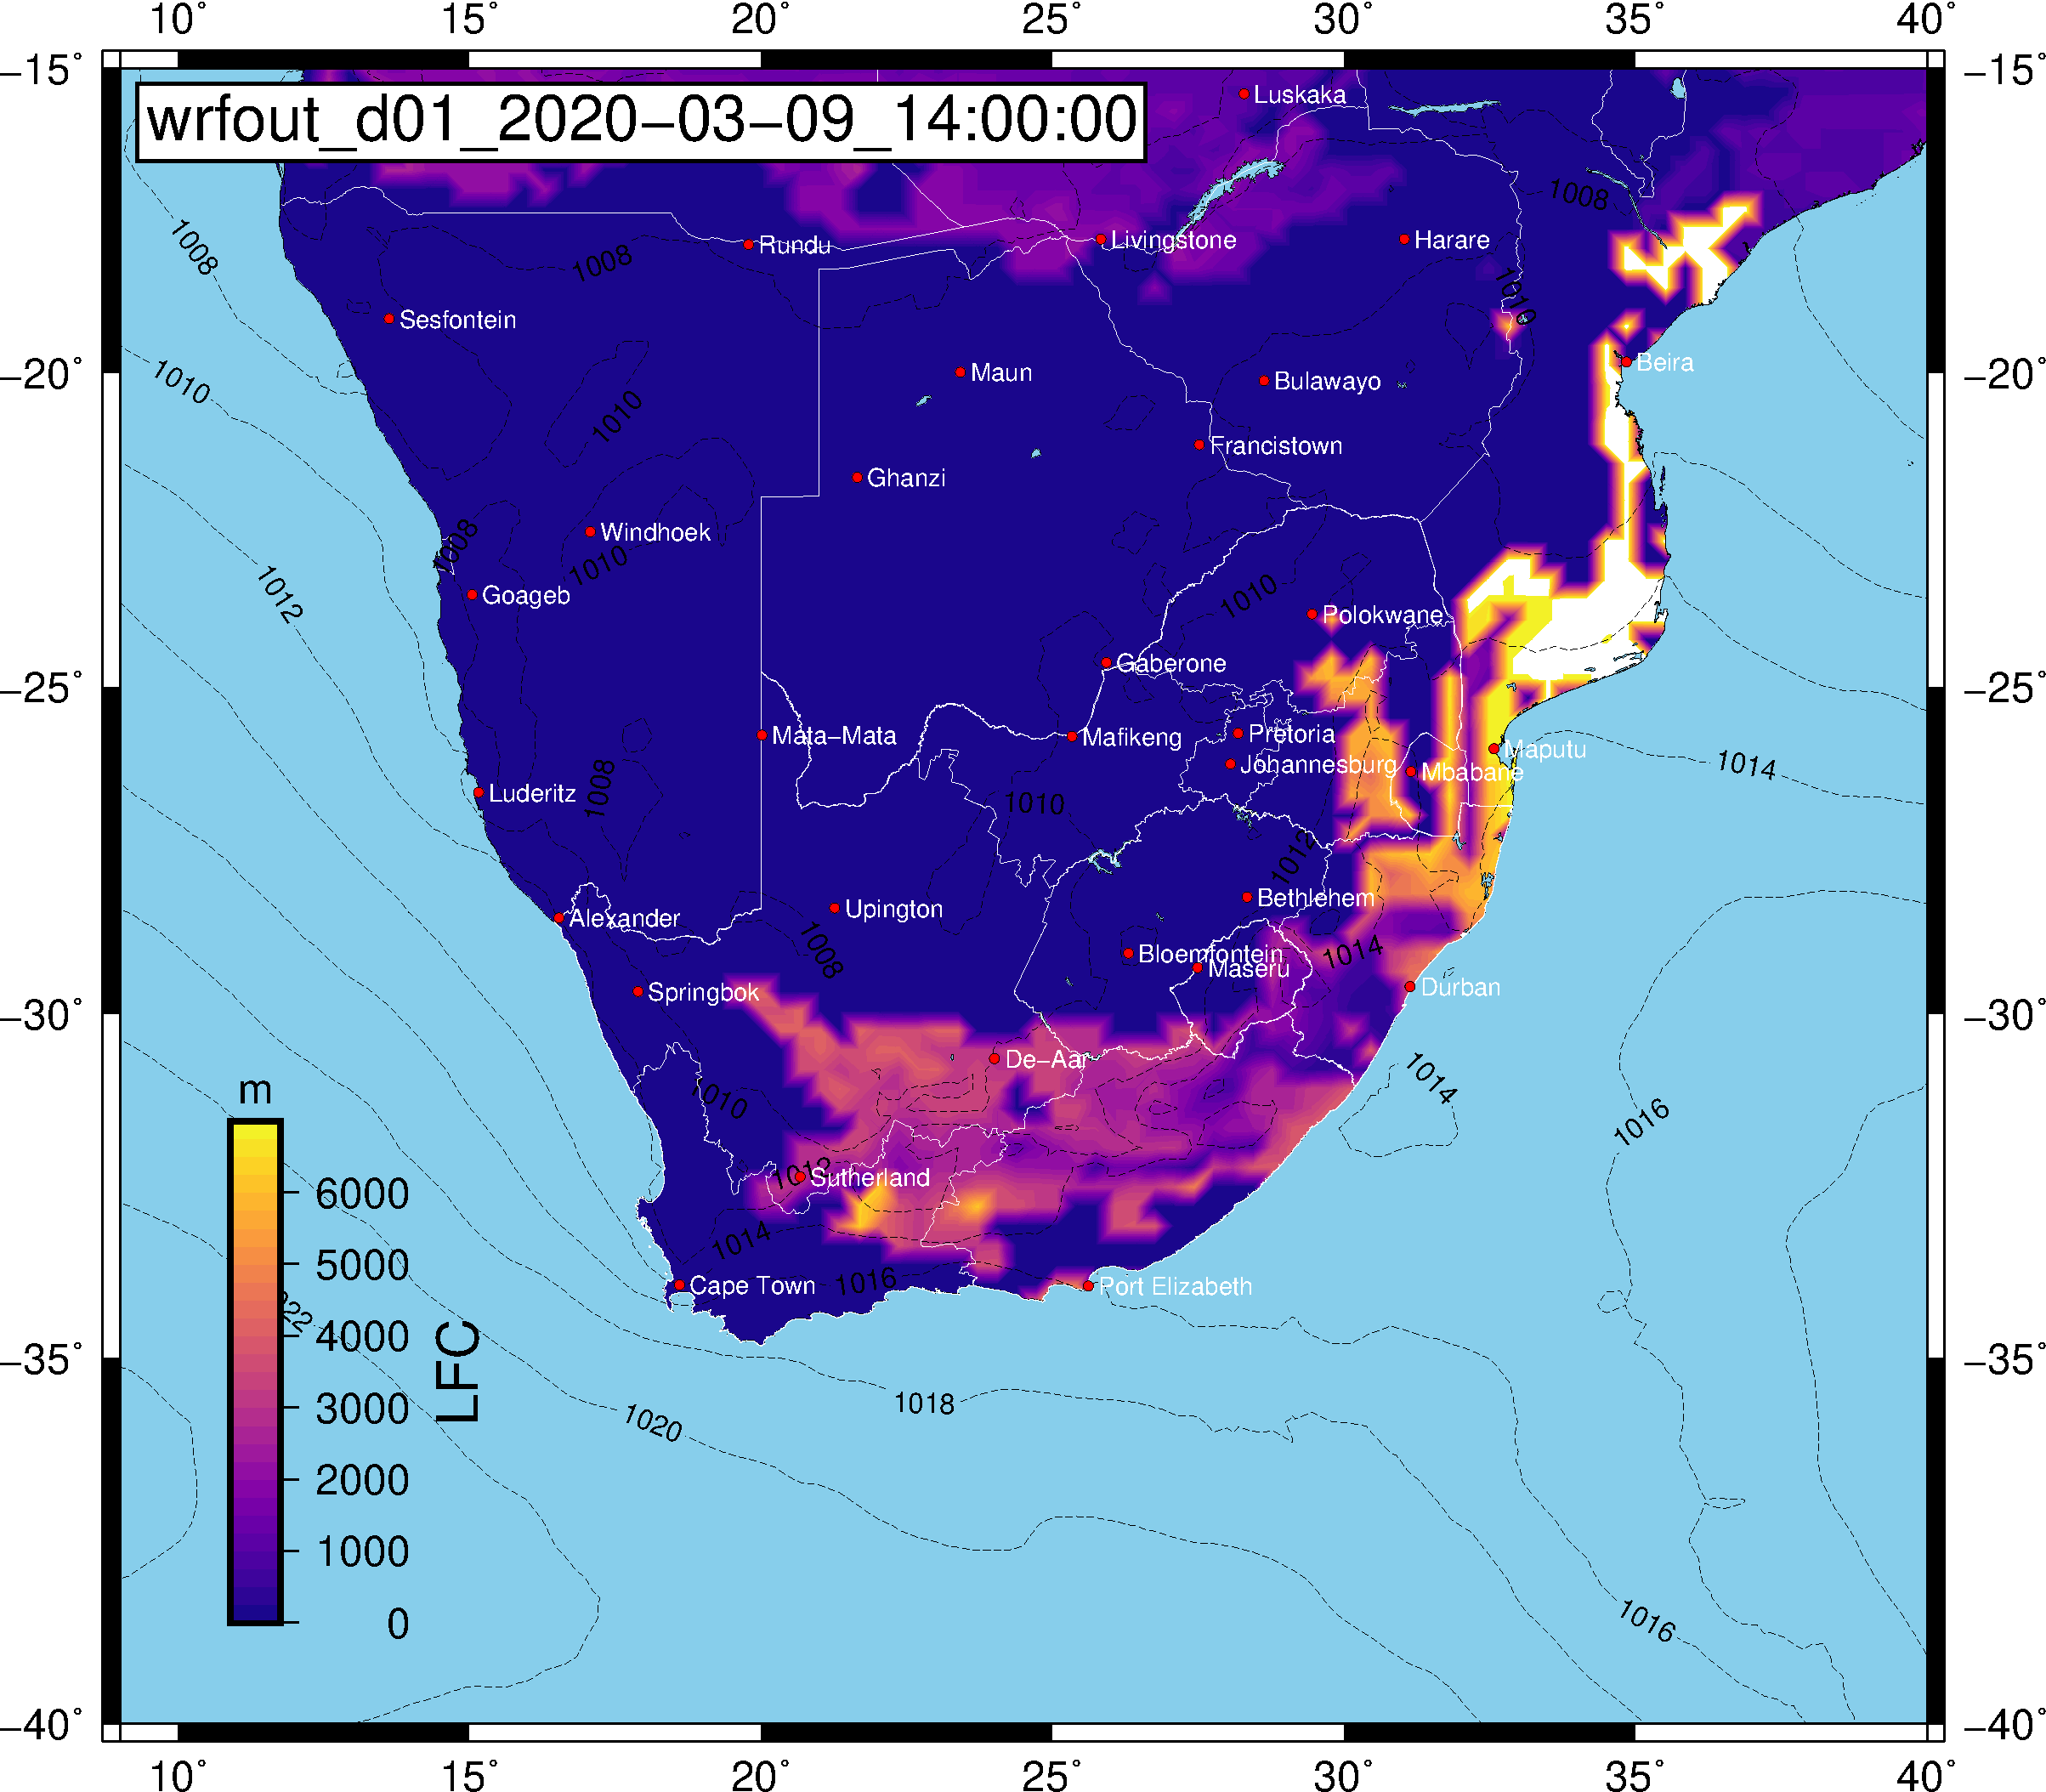 10° 15° 20° 25° 30° 35° 40°
−15° −15°
wrfout_d01_2020−03−09_14:00:00
Luskaka
1008
1008
Rundu
Livingstone
Harare
1008
1010
Sesfontein
1010
Maun
Bulawayo
Beira
−20° −20°
1010
Francistown
Ghanzi
1008
Windhoek
1010
1012
Goageb
1010
Polokwane
Gaberone
−25° −25°
Mata−Mata
Mafikeng
Pretoria
Maputu
Johannesburg
Mbabane
1014
1008
Luderitz
1010
1012
Bethlehem
Alexander
Upington
1008
Bloemfontein
1014
Maseru
Springbok
Durban
−30° −30°
De−Aar
1014
1010
m
1016
1012
Sutherland
6000
1014
5000
Cape Town
1016
Port Elizabeth
4000
LFC
−35° −35°
3000
1018
1020
2000
1000
0
1016
−40° −40°
10° 15° 20° 25° 30° 35° 40°